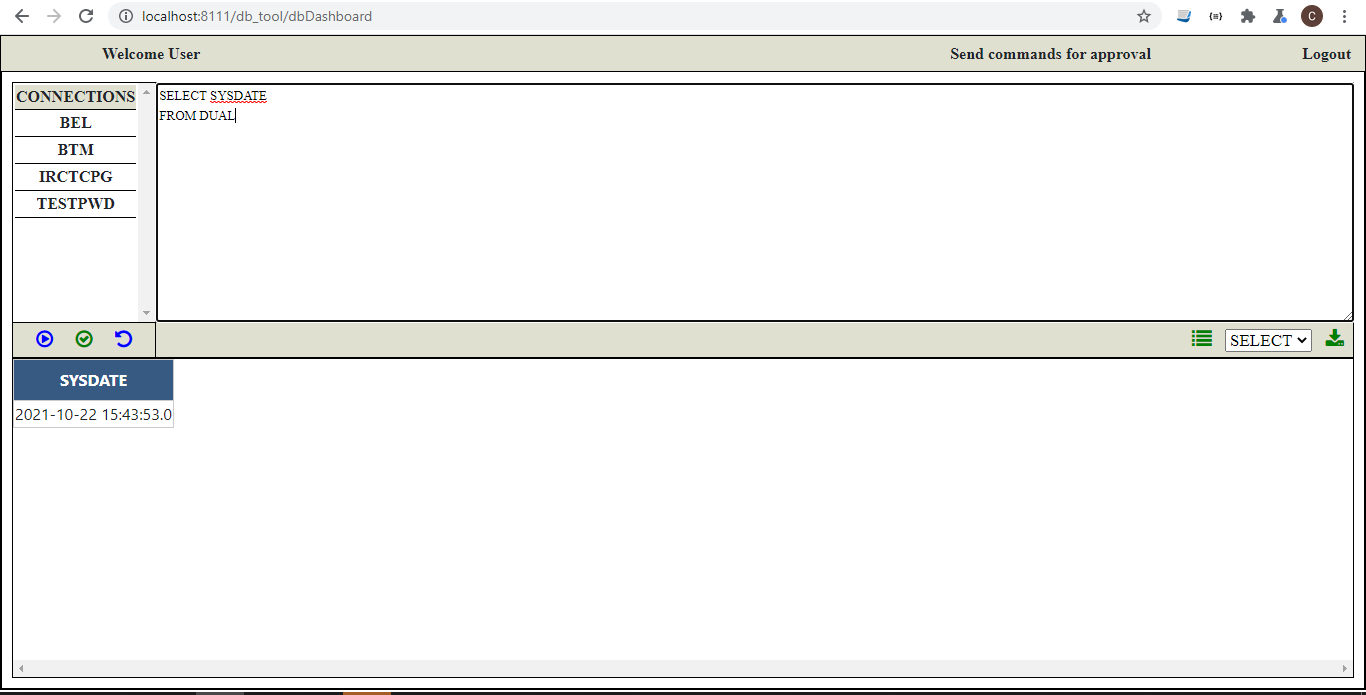 localhost:8111/db_tool/dbDashboard
C
Welcome User
Send commands for approval
Logout
CONNECTIONS
BEL
BTM
IRCTCPG
TESTPWD
SELECT SYSDATE
FROM DUAL
SELECT
SYSDATE
2021-10-22 15:43:53.0